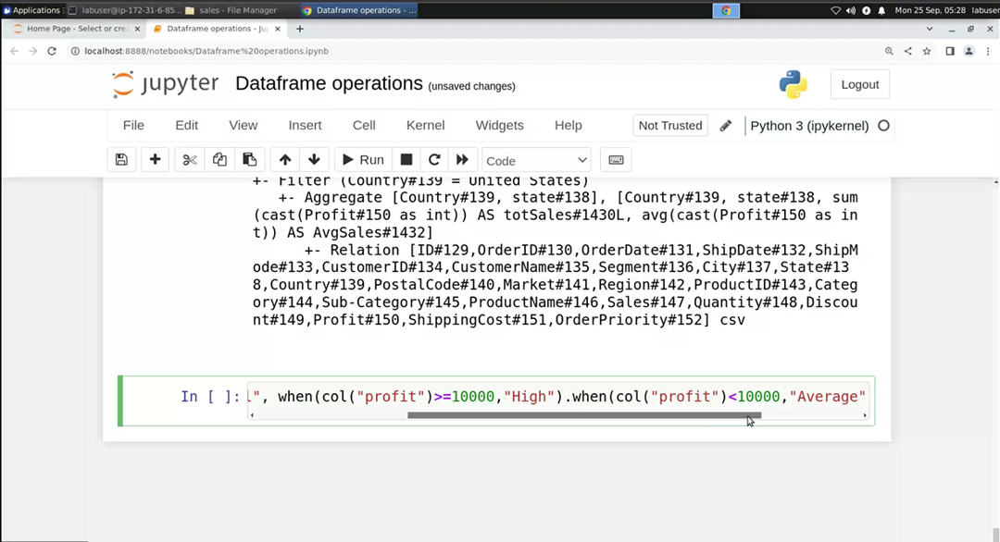 Applications labuser@ip-172-31-6-85... sales - File Manager Dataframe operations - ... Mon 25 Sep, 05:28 labuser
Home Page - Select or cre Dataframe operations - Ju
localhost:8888/notebooks/Dataframe%20operations.ipynb
jupyter Dataframe operations (unsaved changes) Logout
File Edit View Insert Cell Kernel Widgets Help Not Trusted Python 3 (ipykernel)
Run Code
+- Filter (Country#139 = United States)
+- Aggregate [Country#139, state#138], [Country#139, state#138, sum
(cast(Profit#150 as int)) AS totSales#1430L, avg(cast(Profit#150 as in
t)) AS AvgSales#1432]
+- Relation [ID#129,OrderID#130,OrderDate#131,ShipDate#132,ShipM
ode#133,CustomerID#134,CustomerName#135,Segment#136,City#137,State#13
8,Country#139,PostalCode#140,Market#141,Region#142,ProductID#143,Categ
ory#144,Sub-Category#145,ProductName#146,Sales#147,Quantity#148,Discou
nt#149,Profit#150,ShippingCost#151,OrderPriority#152] csv
In [ ]: l", when(col("profit")>=10000,"High").when(col("profit")<10000,"Average"